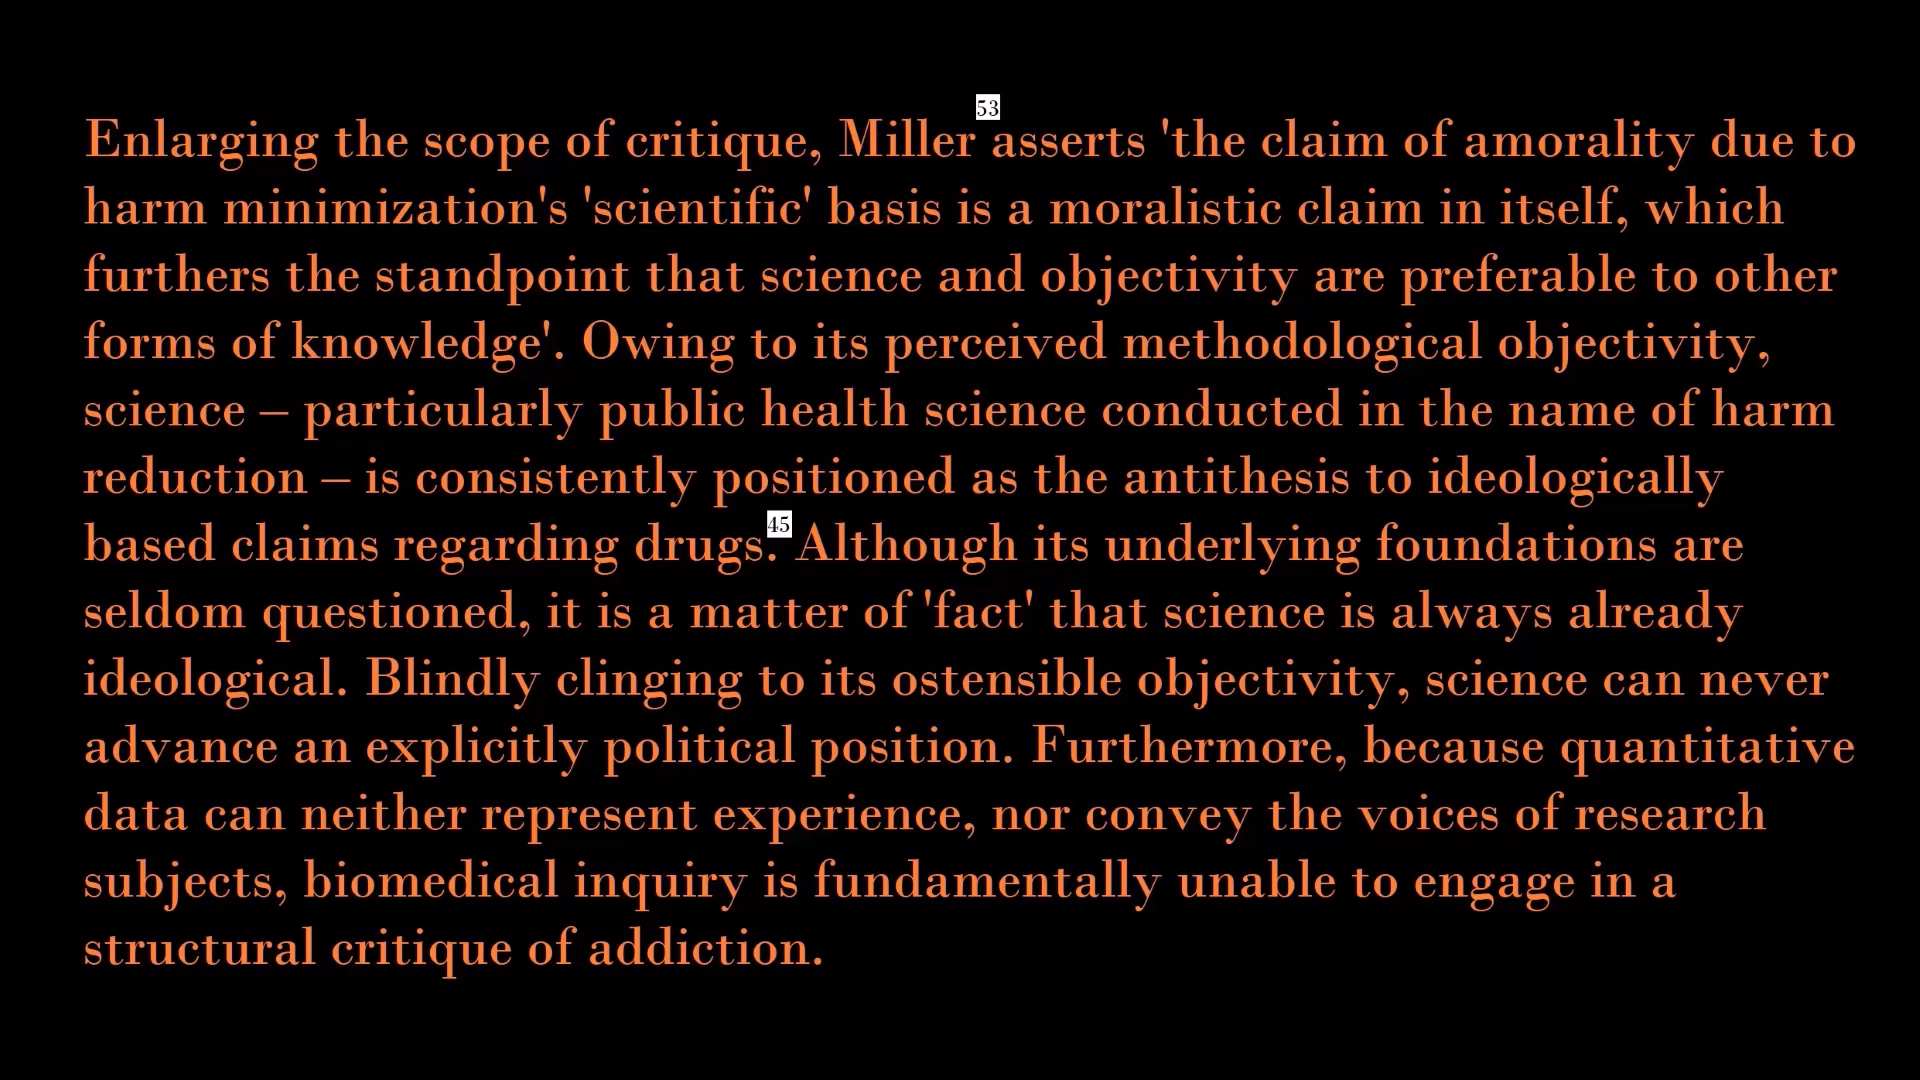 Enlarging the scope of critique, Miller53 asserts 'the claim of amorality due to
harm minimization's 'scientific' basis is a moralistic claim in itself, which
furthers the standpoint that science and objectivity are preferable to other
forms of knowledge'. Owing to its perceived methodological objectivity,
science – particularly public health science conducted in the name of harm
reduction – is consistently positioned as the antithesis to ideologically
based claims regarding drugs.45 Although its underlying foundations are
seldom questioned, it is a matter of 'fact' that science is always already
ideological. Blindly clinging to its ostensible objectivity, science can never
advance an explicitly political position. Furthermore, because quantitative
data can neither represent experience, nor convey the voices of research
subjects, biomedical inquiry is fundamentally unable to engage in a
structural critique of addiction.